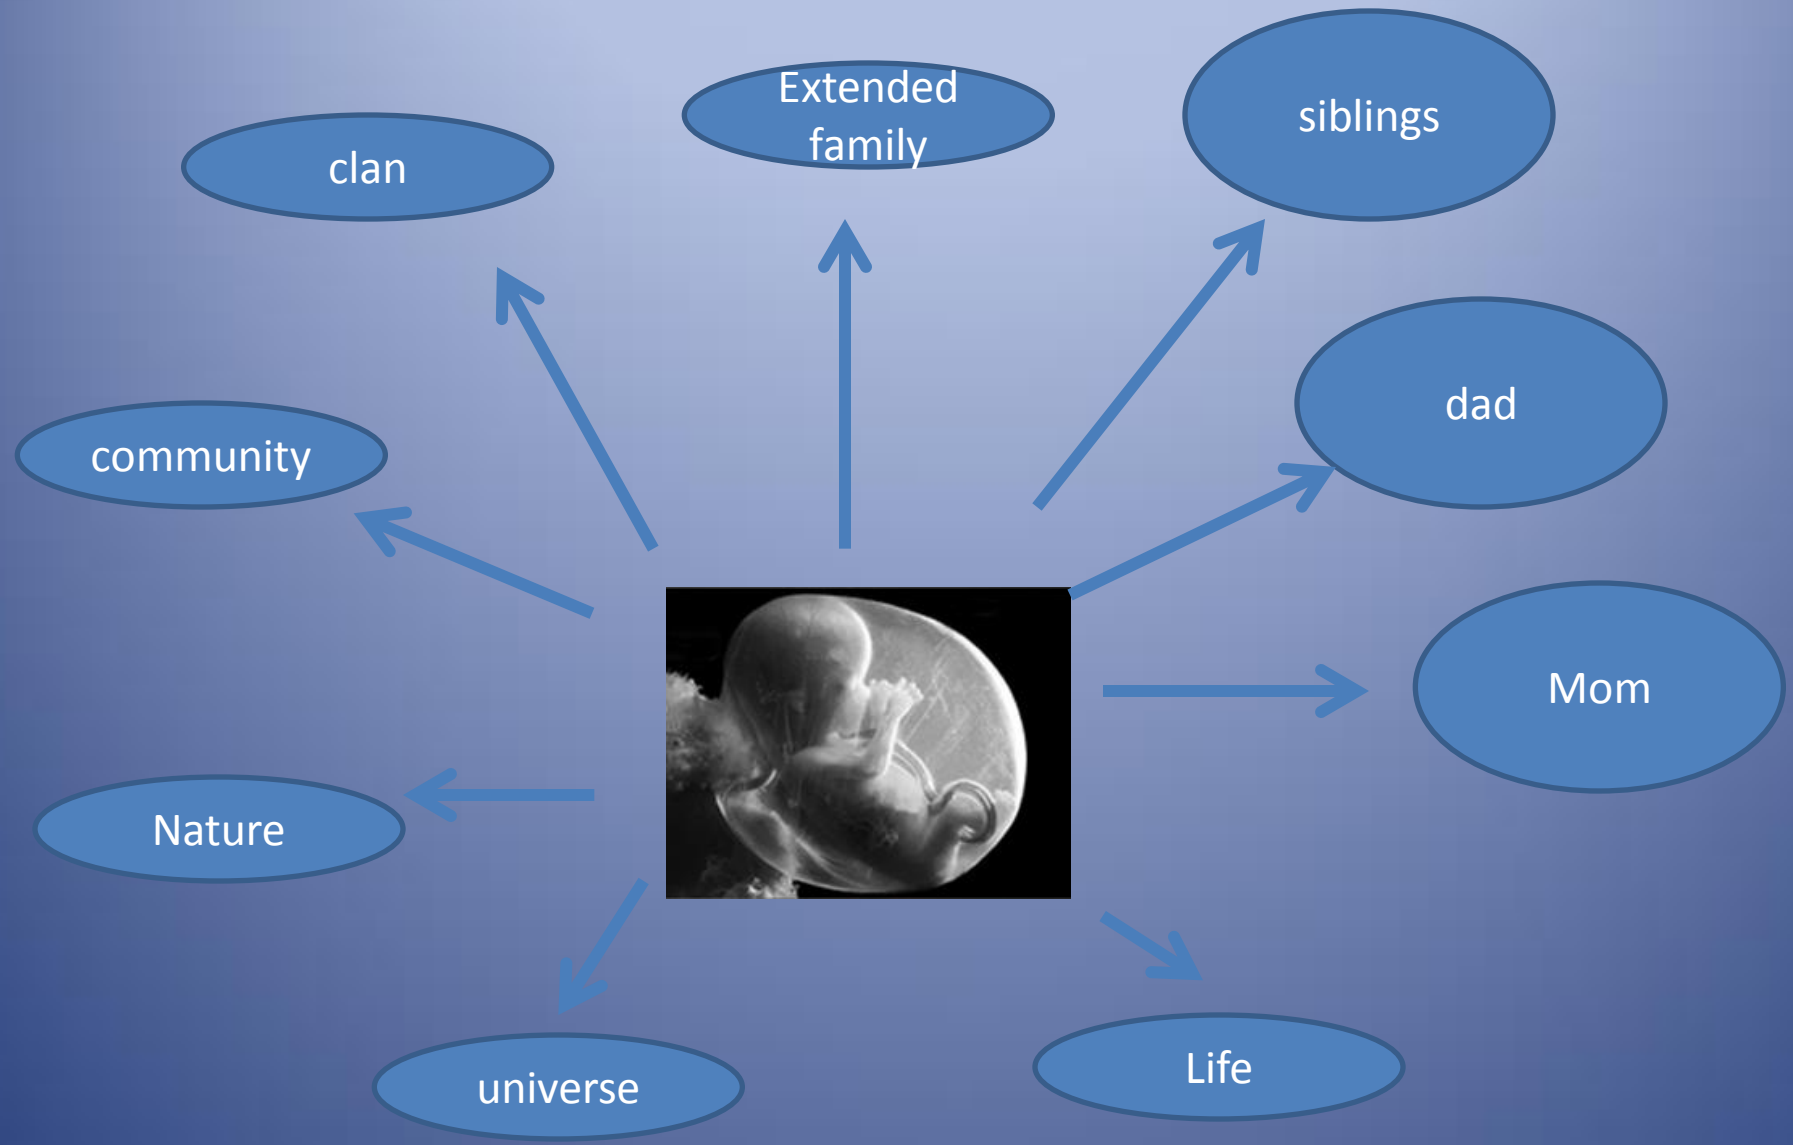 Extended
family
siblings
clan
dad
community
Mom
Nature
Life
universe